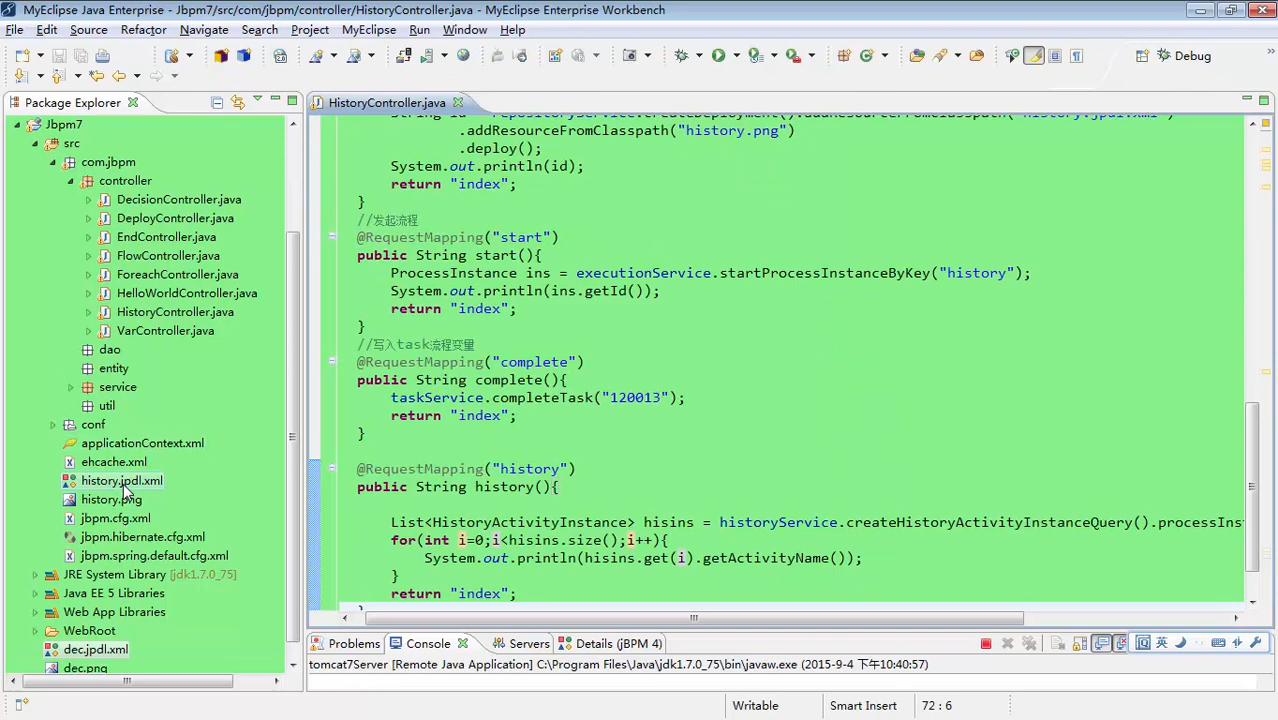 MyEclipse Java Enterprise - Jbpm7/src/com/jbpm/controller/HistoryController.java - MyEclipse Enterprise Workbench
File Edit Source Refactor Navigate Search Project MyEclipse Run Window Help
Debug
Package Explorer
HistoryController.java
Jbpm7
src
com.jbpm
controller
DecisionController.java
DeployController.java
EndController.java
FlowController.java
ForeachController.java
HelloWorldController.java
HistoryController.java
VarController.java
dao
entity
service
util
conf
applicationContext.xml
ehcache.xml
history.jpdl.xml
history.png
jbpm.cfg.xml
jbpm.hibernate.cfg.xml
jbpm.spring.default.cfg.xml
JRE System Library [jdk1.7.0_75]
Java EE 5 Libraries
Web App Libraries
WebRoot
dec.jpdl.xml
dec.png
String id = repositoryService.createDeployment().addResourceFromClasspath("history.jpdl.xml")
.addResourceFromClasspath("history.png")
.deploy();
System.out.println(id);
return "index";
}
//发起流程
@RequestMapping("start")
public String start(){
ProcessInstance ins = executionService.startProcessInstanceByKey("history");
System.out.println(ins.getId());
return "index";
}
//写入task流程变量
@RequestMapping("complete")
public String complete(){
taskService.completeTask("120013");
return "index";
}
@RequestMapping("history")
public String history(){
List<HistoryActivityInstance> hisins = historyService.createHistoryActivityInstanceQuery().processInst
for(int i=0;i<hisins.size();i++){
System.out.println(hisins.get(i).getActivityName());
}
return "index";
}
Problems Console Servers Details (jBPM 4)
英
tomcat7Server [Remote Java Application] C:\Program Files\Java\jdk1.7.0_75\bin\javaw.exe (2015-9-4 下午10:40:57)
Writable Smart Insert 72 : 6